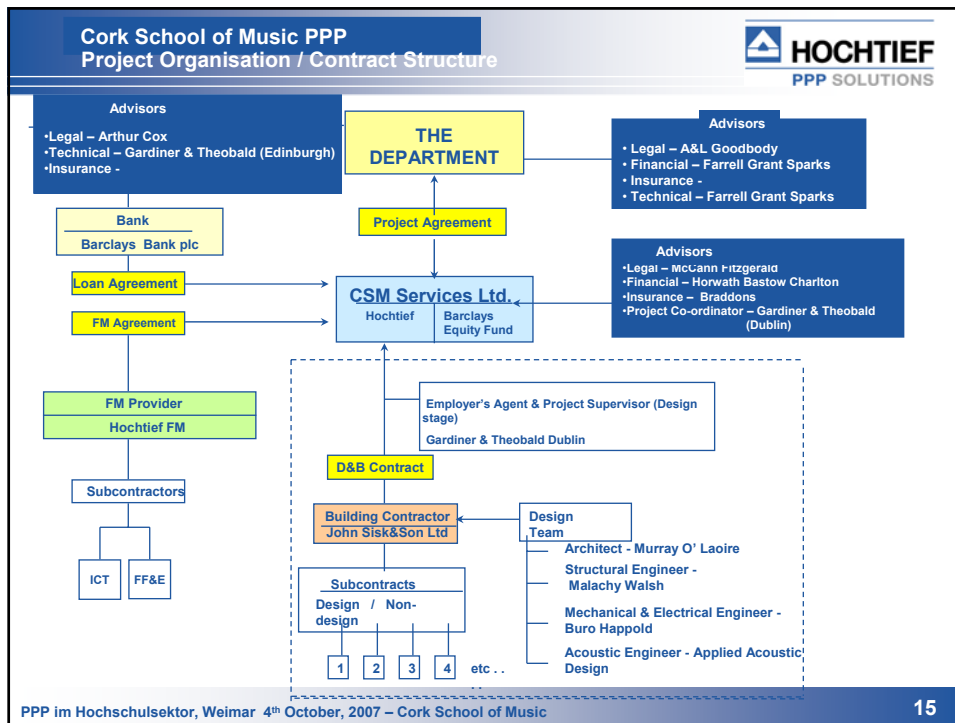 Cork School of Music PPP
Project Organisation / Contract Structure
HOCHTIEF
PPP SOLUTIONS
Advisors
•Legal – Arthur Cox
•Technical – Gardiner & Theobald (Edinburgh)
•Insurance -
THE
DEPARTMENT
Advisors
• Legal – A&L Goodbody
• Financial – Farrell Grant Sparks
• Insurance -
• Technical – Farrell Grant Sparks
Bank
Barclays Bank plc
Project Agreement
Advisors
•Legal – McCann Fitzgerald
•Financial – Horwath Bastow Charlton
•Insurance – Braddons
•Project Co-ordinator – Gardiner & Theobald
(Dublin)
Loan Agreement
CSM Services Ltd.
Hochtief
Barclays
Equity Fund
FM Agreement
FM Provider
Hochtief FM
Employer's Agent & Project Supervisor (Design
stage)
Gardiner & Theobald Dublin
D&B Contract
Subcontractors
Building Contractor
John Sisk&Son Ltd
Design
Team
Architect - Murray O' Laoire
Structural Engineer -
Malachy Walsh
Mechanical & Electrical Engineer -
Buro Happold
Acoustic Engineer - Applied Acoustic
Design
ICT
FF&E
Subcontracts
Design / Non-
design
1
2
3
4
etc . .
. .
PPP im Hochschulsektor, Weimar 4th October, 2007 – Cork School of Music
15